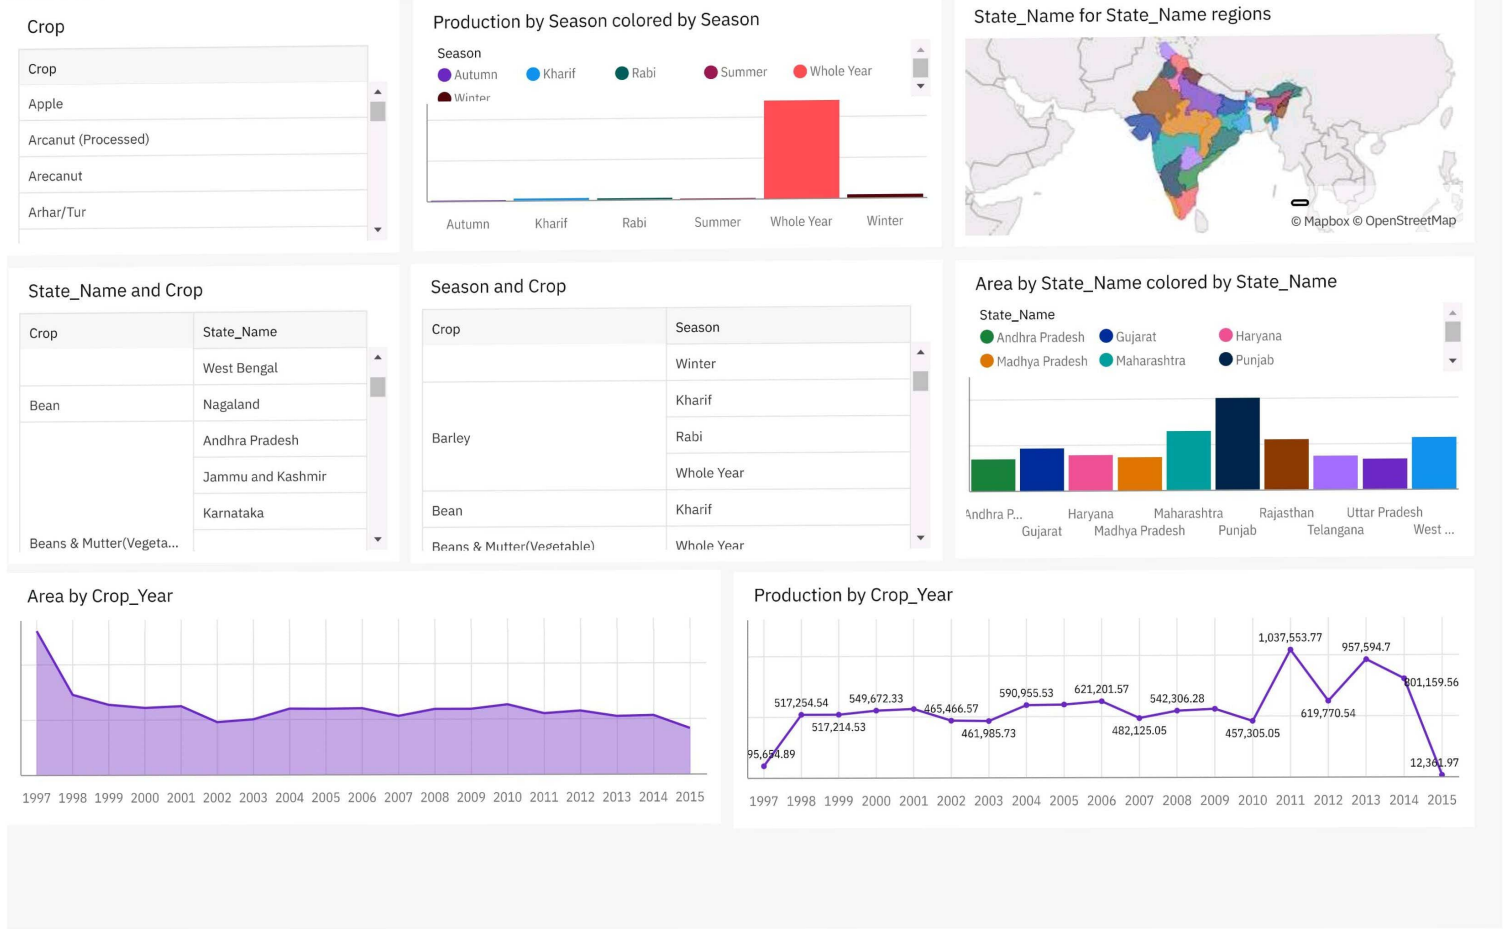 Crop
Crop
Apple
Arcanut (Processed)
Arecanut
Arhar/Tur
Production by Season colored by Season
Season
Autumn Kharif Rabi Summer Whole Year
Winter
Autumn Kharif Rabi Summer Whole Year Winter
State_Name for State_Name regions
© Mapbox © OpenStreetMap
State_Name and Crop
Crop State_Name
West Bengal
Bean Nagaland
Andhra Pradesh
Jammu and Kashmir
Karnataka
Beans & Mutter(Vegeta...
Season and Crop
Crop Season
Winter
Kharif
Barley Rabi
Whole Year
Bean Kharif
Beans & Mutter(Vegetable) Whole Year
Area by State_Name colored by State_Name
State_Name
Andhra Pradesh Gujarat Haryana
Madhya Pradesh Maharashtra Punjab
Andhra P... Haryana Maharashtra Rajasthan Uttar Pradesh
Gujarat Madhya Pradesh Punjab Telangana West ...
Area by Crop_Year
1997 1998 1999 2000 2001 2002 2003 2004 2005 2006 2007 2008 2009 2010 2011 2012 2013 2014 2015
Production by Crop_Year
1,037,553.77
957,594.7
590,955.53 621,201.57
801,159.56
517,254.54 549,672.33 465,466.57 542,306.28
619,770.54
517,214.53 461,985.73 482,125.05 457,305.05
95,654.89
12,361.97
1997 1998 1999 2000 2001 2002 2003 2004 2005 2006 2007 2008 2009 2010 2011 2012 2013 2014 2015